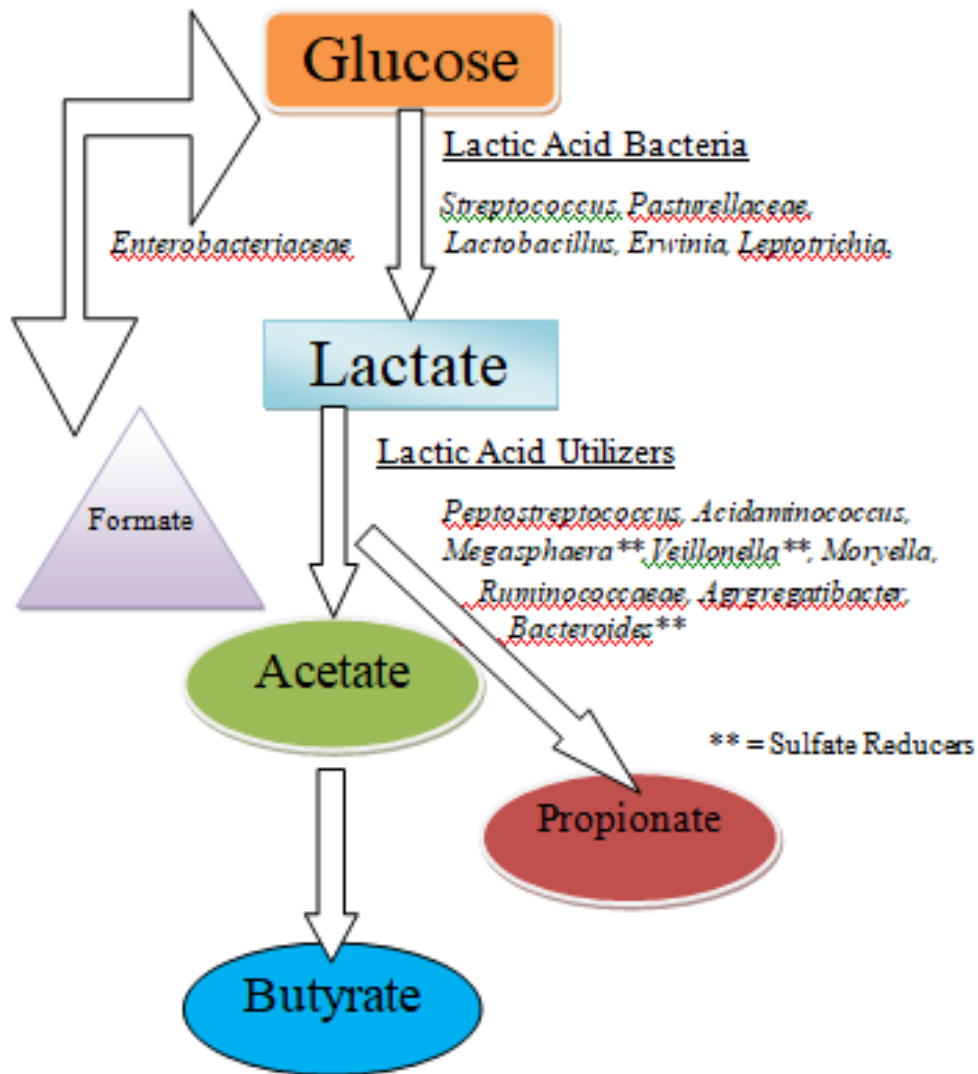 Glucose
Lactic Acid Bacteria
Streptococcus, Pasturellaceae,
Lactobacillus, Erwinia, Leptotrichia,
Enterobacteriaceae
Lactate
Lactic Acid Utilizers
Formate
Peptostreptococcus, Acidaminococcus,
Megasphaera**, Veillonella**, Moryella,
Ruminococcaeae, Agrgregatibacter,
Bacteroides**
Acetate
** = Sulfate Reducers
Propionate
Butyrate